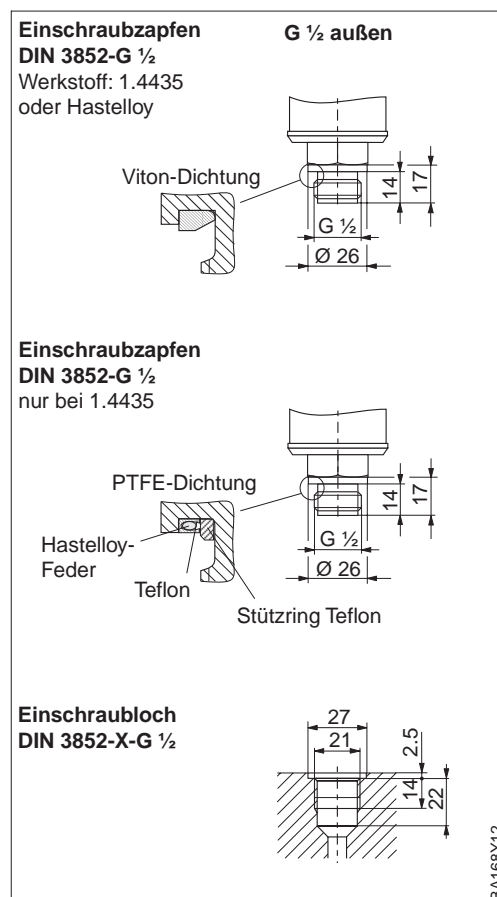 Einschraubzapfen
DIN 3852-G ½
Werkstoff: 1.4435
oder Hastelloy
G ½ außen
Viton-Dichtung
14
17
G ½
Ø 26
Einschraubzapfen
DIN 3852-G ½
nur bei 1.4435
PTFE-Dichtung
Hastelloy-
Feder
Teflon
Stützring Teflon
14
17
G ½
Ø 26
Einschraubloch
DIN 3852-X-G ½
27
21
2.5
14
22
BA168Y12